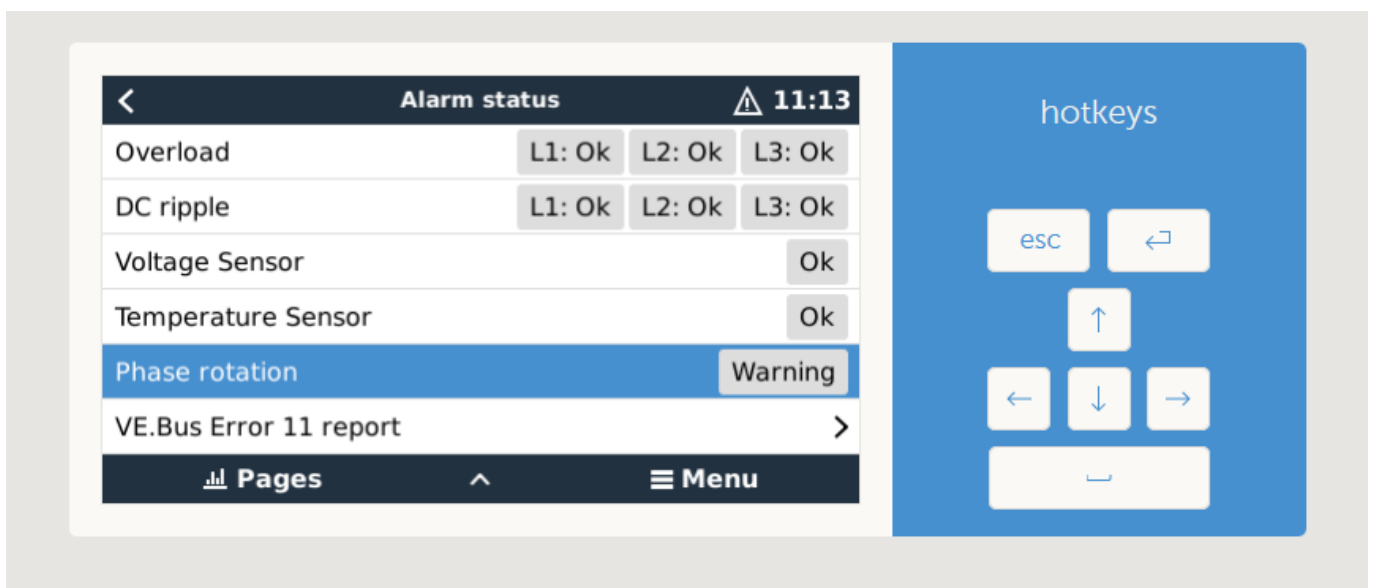 Alarm status 11:13
Overload L1: Ok L2: Ok L3: Ok
DC ripple L1: Ok L2: Ok L3: Ok
Voltage Sensor Ok
Temperature Sensor Ok
Phase rotation Warning
VE.Bus Error 11 report
Pages Menu
hotkeys
esc